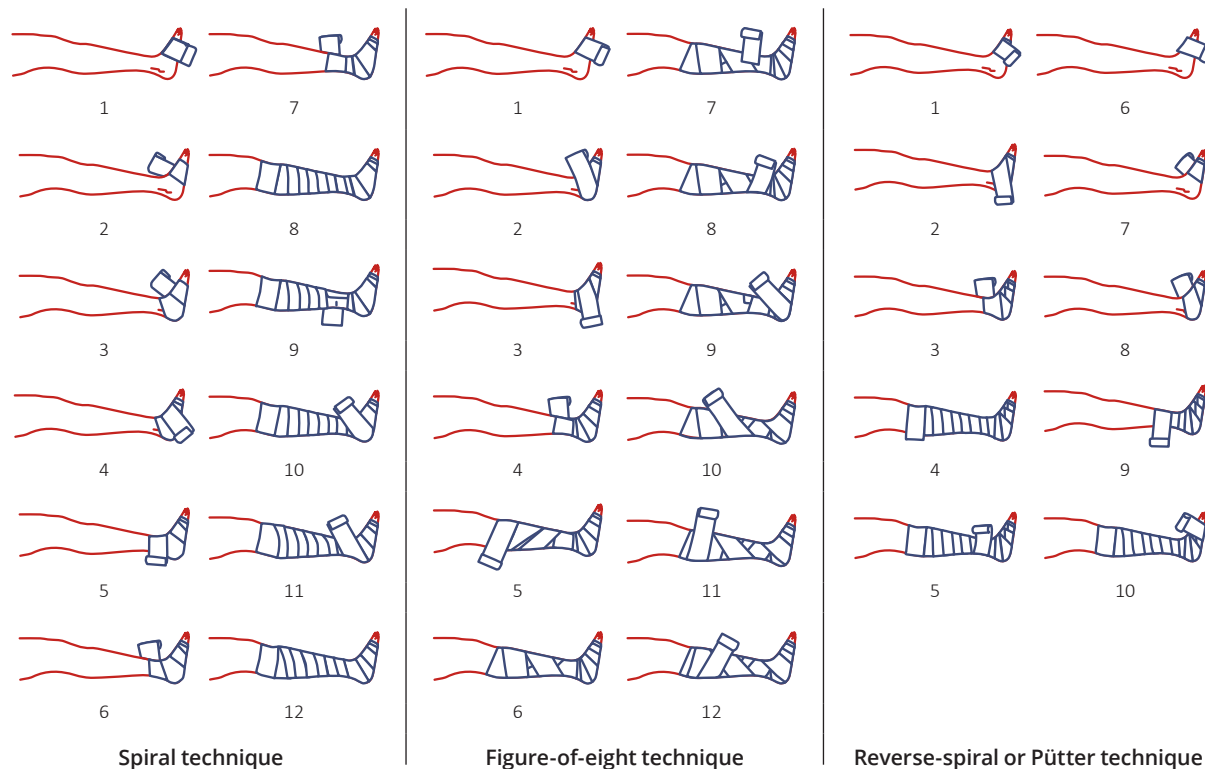 1 7 1 7 1 6
2 8 2 8 2 7
3 9 3 9 3 8
4 10 4 10 4 9
5 11 5 11 5 10
6 12 6 12
Spiral technique
Figure-of-eight technique
Reverse-spiral or Pütter technique